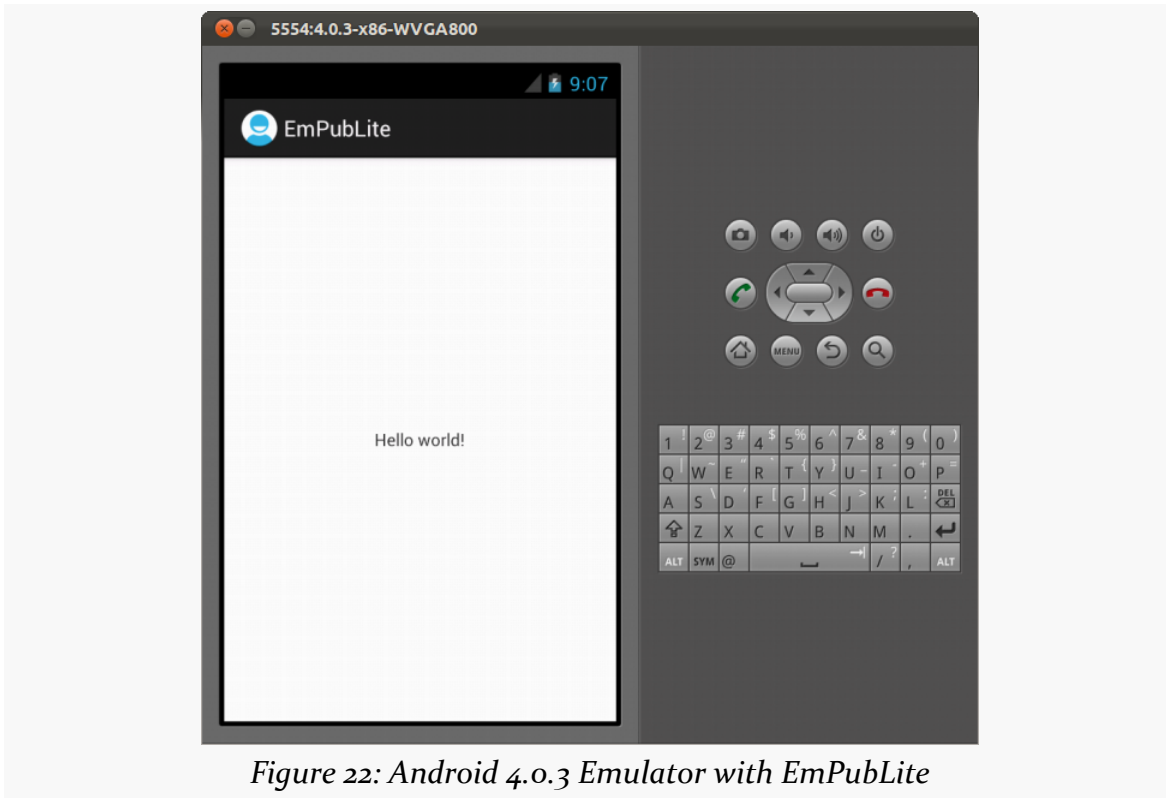 5554:4.0.3-x86-WVGA800
9:07
EmPubLite
Hello world!
MENU
1 ! 2 @ 3 # 4 $ 5 % 6 ^ 7 & 8 * 9 ( 0 )
Q | W ~ E " R ` T { Y } U _ I - O + P =
A S \ D ' F [ G ] H < J > K ; L : DEL
Z X C V B N M .
ALT SYM @ / ? , ALT
Figure 22: Android 4.0.3 Emulator with EmPubLite